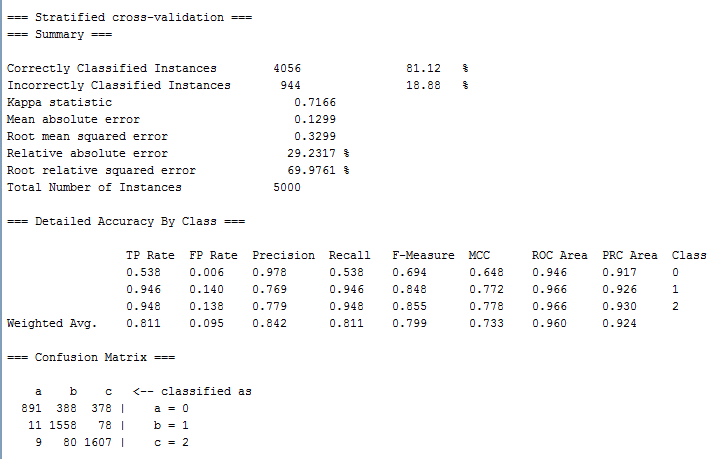 === Stratified cross-validation ===
=== Summary ===
Correctly Classified Instances 4056 81.12 %
Incorrectly Classified Instances 944 18.88 %
Kappa statistic 0.7166
Mean absolute error 0.1299
Root mean squared error 0.3299
Relative absolute error 29.2317 %
Root relative squared error 69.9761 %
Total Number of Instances 5000
=== Detailed Accuracy By Class ===
TP Rate FP Rate Precision Recall F-Measure MCC ROC Area PRC Area Class
0.538 0.006 0.978 0.538 0.694 0.648 0.946 0.917 0
0.946 0.140 0.769 0.946 0.848 0.772 0.966 0.926 1
0.948 0.138 0.779 0.948 0.855 0.778 0.966 0.930 2
Weighted Avg. 0.811 0.095 0.842 0.811 0.799 0.733 0.960 0.924
=== Confusion Matrix ===
a b c <-- classified as
891 388 378 | a = 0
11 1558 78 | b = 1
9 80 1607 | c = 2